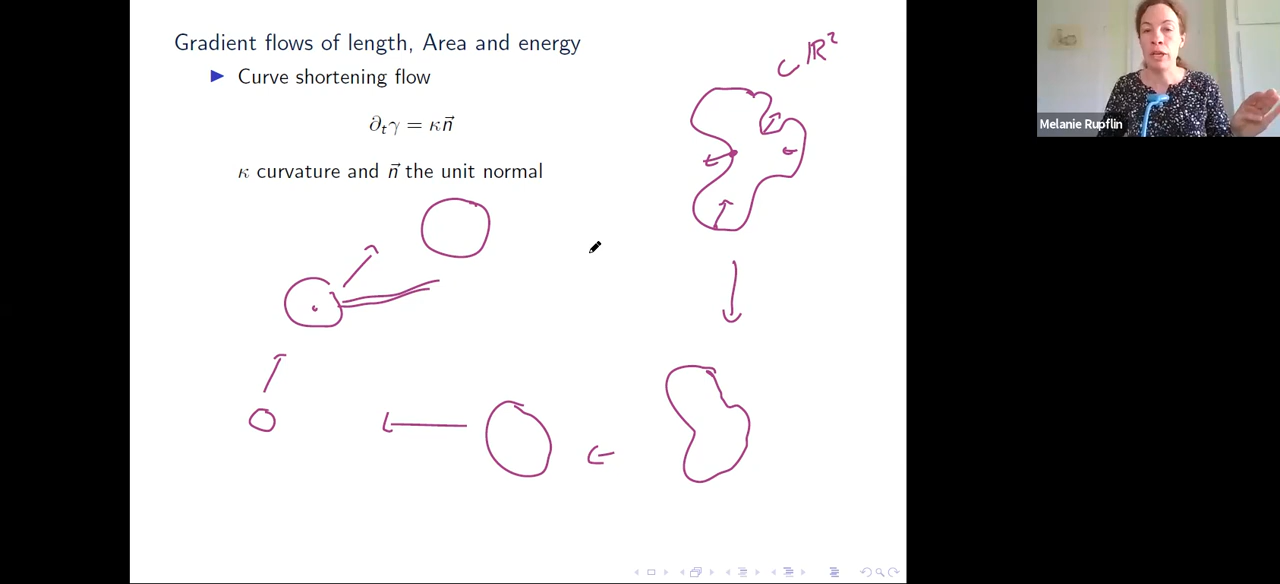 Gradient flows of length, Area and energy
▶ Curve shortening flow
∂ₜγ = κn⃗
κ curvature and n⃗ the unit normal
⊂ ℝ²
Melanie Rupflin